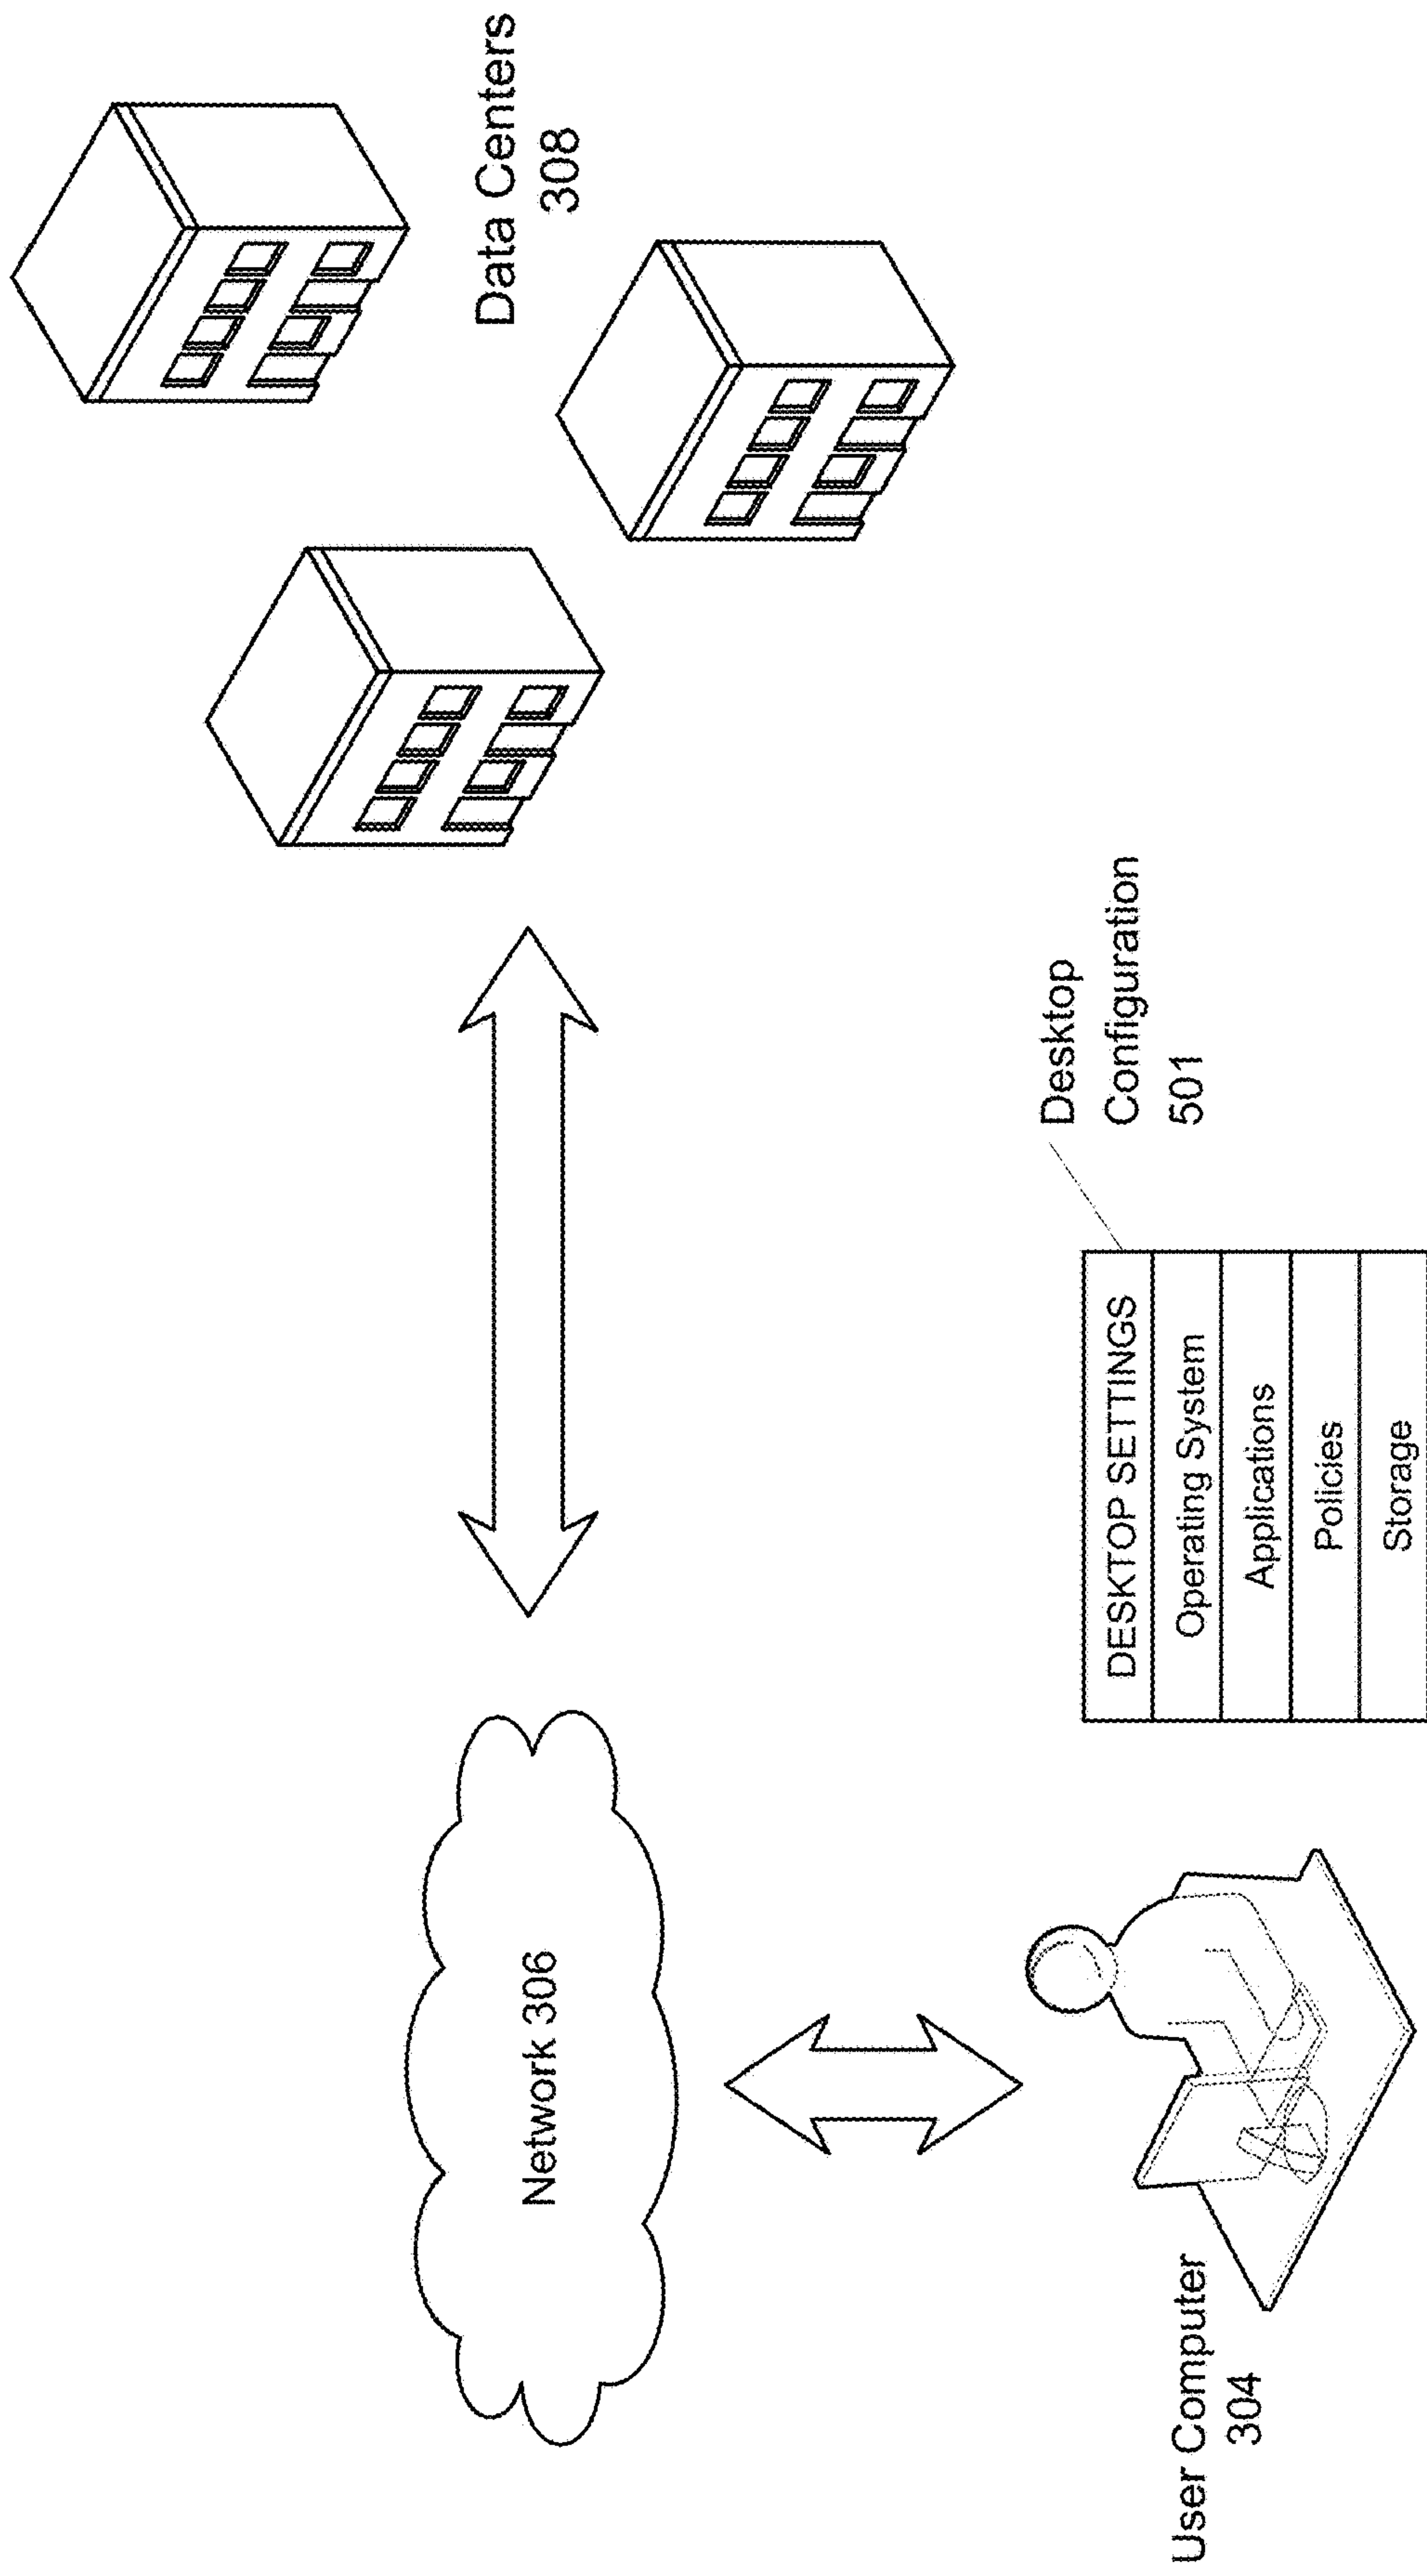 Data Centers
308
Network 306
Desktop
Configuration
501
DESKTOP SETTINGS
Operating System
Applications
Policies
Storage
User Computer
304